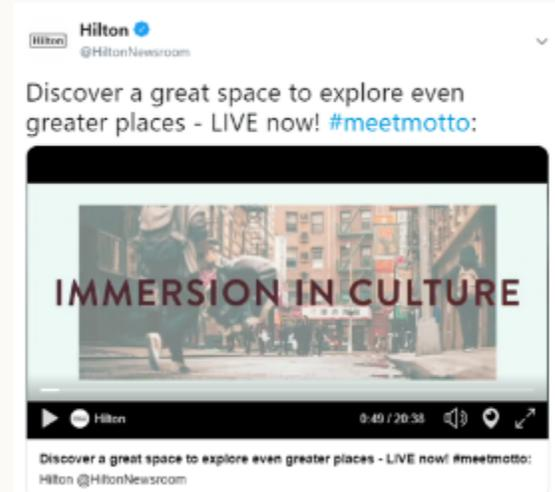 Hilton
Hilton
@HiltonNewsroom
Discover a great space to explore even
greater places - LIVE now! #meetmotto:
IMMERSION IN CULTURE
Hilton
0:49 / 20:38
Discover a great space to explore even greater places - LIVE now! #meetmotto:
Hilton @HiltonNewsroom